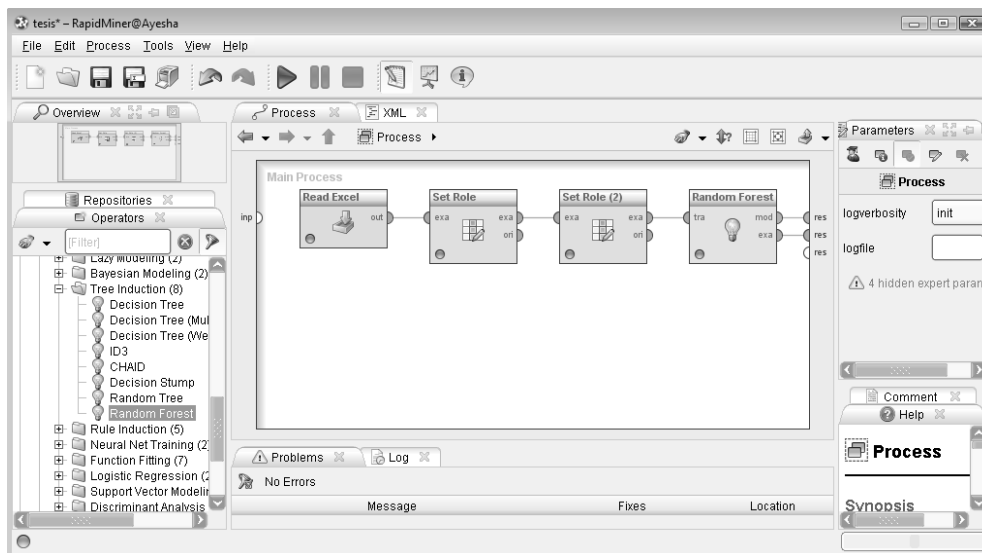 tesis* – RapidMiner@Ayesha
File Edit Process Tools View Help
Overview
Repositories
Operators
[Filter]
Lazy Modeling (2)
Bayesian Modeling (2)
Tree Induction (8)
Decision Tree
Decision Tree (Mul
Decision Tree (We
ID3
CHAID
Decision Stump
Random Tree
Random Forest
Rule Induction (5)
Neural Net Training (2)
Function Fitting (7)
Logistic Regression (2
Support Vector Modelin
Discriminant Analysis
Process XML
Process
Main Process
inp
Read Excel
out
Set Role
exa exa
ori
Set Role (2)
exa exa
ori
Random Forest
tra mod
exa
res
res
res
Problems Log
No Errors
Message Fixes Location
Parameters
Process
logverbosity init
logfile
4 hidden expert param
Comment
Help
Process
Synopsis